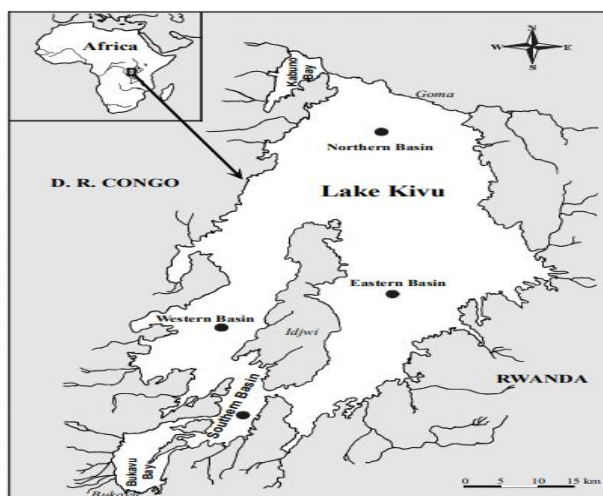 Africa
N
W E
S
Kabuno
Bay
Goma
Northern Basin
D. R. CONGO
Lake Kivu
Eastern Basin
Western Basin
Idjwi
RWANDA
Southern Basin
Bukavu
Bay
0 5 10 15 km